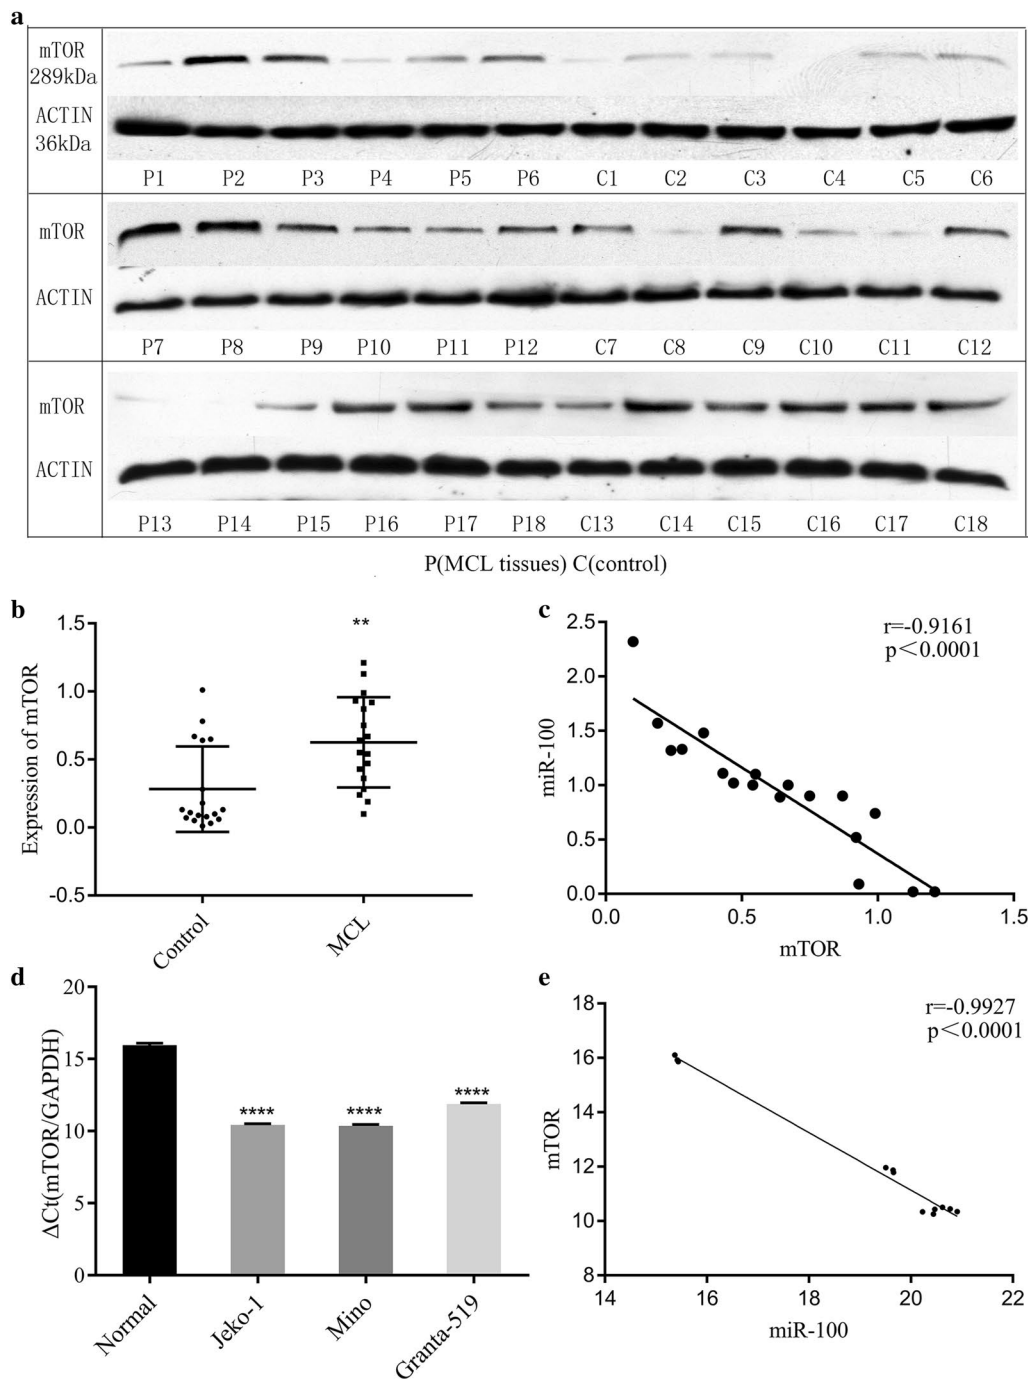 a
mTOR
289kDa
ACTIN
36kDa
P1 P2 P3 P4 P5 P6 C1 C2 C3 C4 C5 C6
mTOR
ACTIN
P7 P8 P9 P10 P11 P12 C7 C8 C9 C10 C11 C12
mTOR
ACTIN
P13 P14 P15 P16 P17 P18 C13 C14 C15 C16 C17 C18
P(MCL tissues) C(control)
b
1.5
1.0
0.5
0.0
-0.5
Expression of mTOR
**
Control MCL
c
2.5
2.0
1.5
1.0
0.5
0.0
miR-100
r=-0.9161
p<0.0001
0.0 0.5 1.0 1.5
mTOR
d
20
15
10
5
0
ΔCt(mTOR/GAPDH)
**** **** ****
Normal Jeko-1 Mino Granta-519
e
18
16
14
12
10
8
mTOR
r=-0.9927
p<0.0001
14 16 18 20 22
miR-100